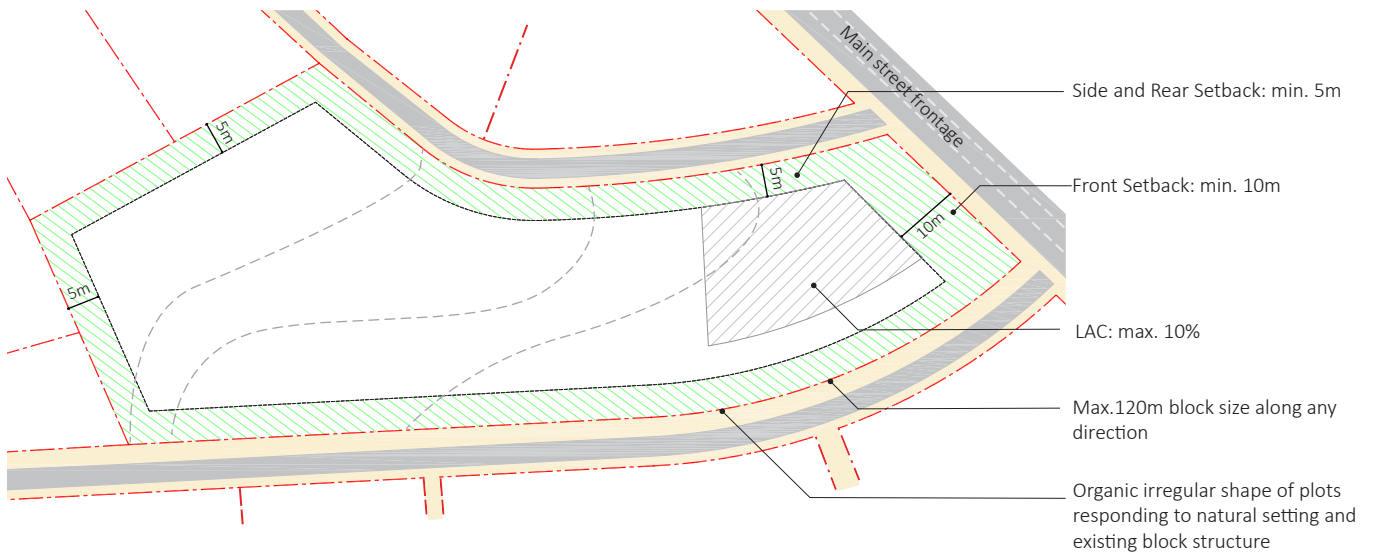 Main street frontage
Side and Rear Setback: min. 5m
5m
5m
Front Setback: min. 10m
10m
5m
LAC: max. 10%
Max.120m block size along any
direction
Organic irregular shape of plots
responding to natural setting and
existing block structure